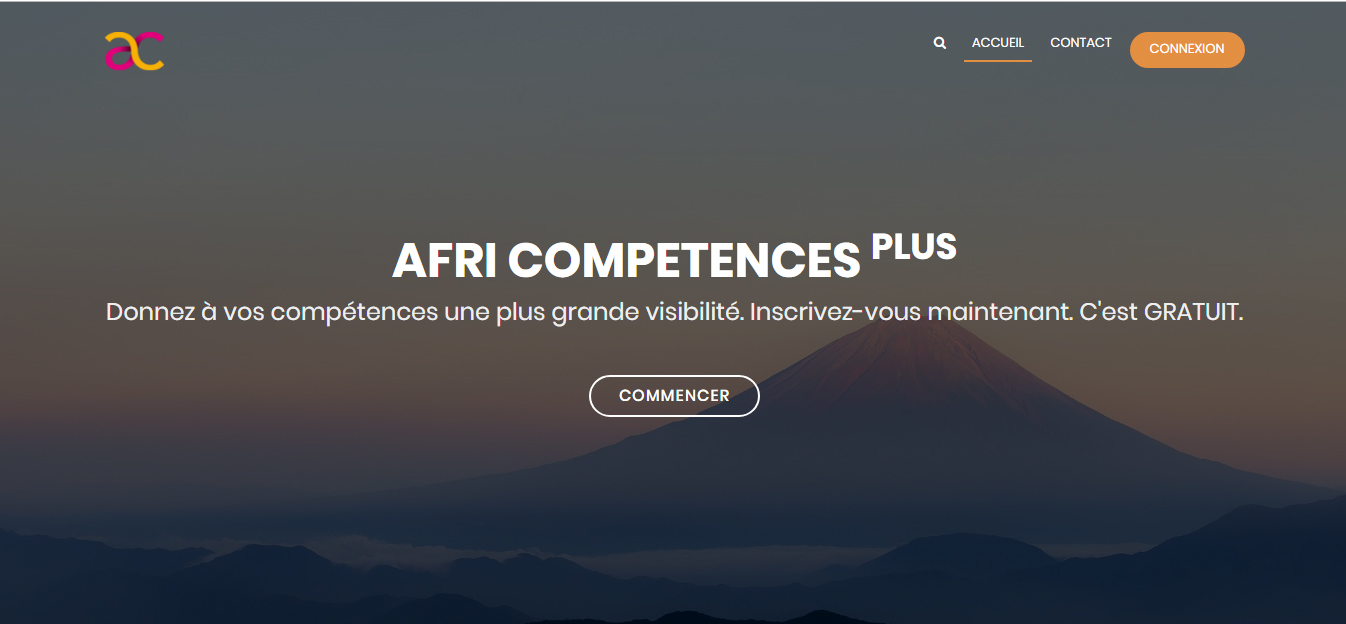 ac
ACCUEIL
CONTACT
CONNEXION
AFRI COMPETENCES PLUS
Donnez à vos compétences une plus grande visibilité. Inscrivez-vous maintenant. C'est GRATUIT.
COMMENCER